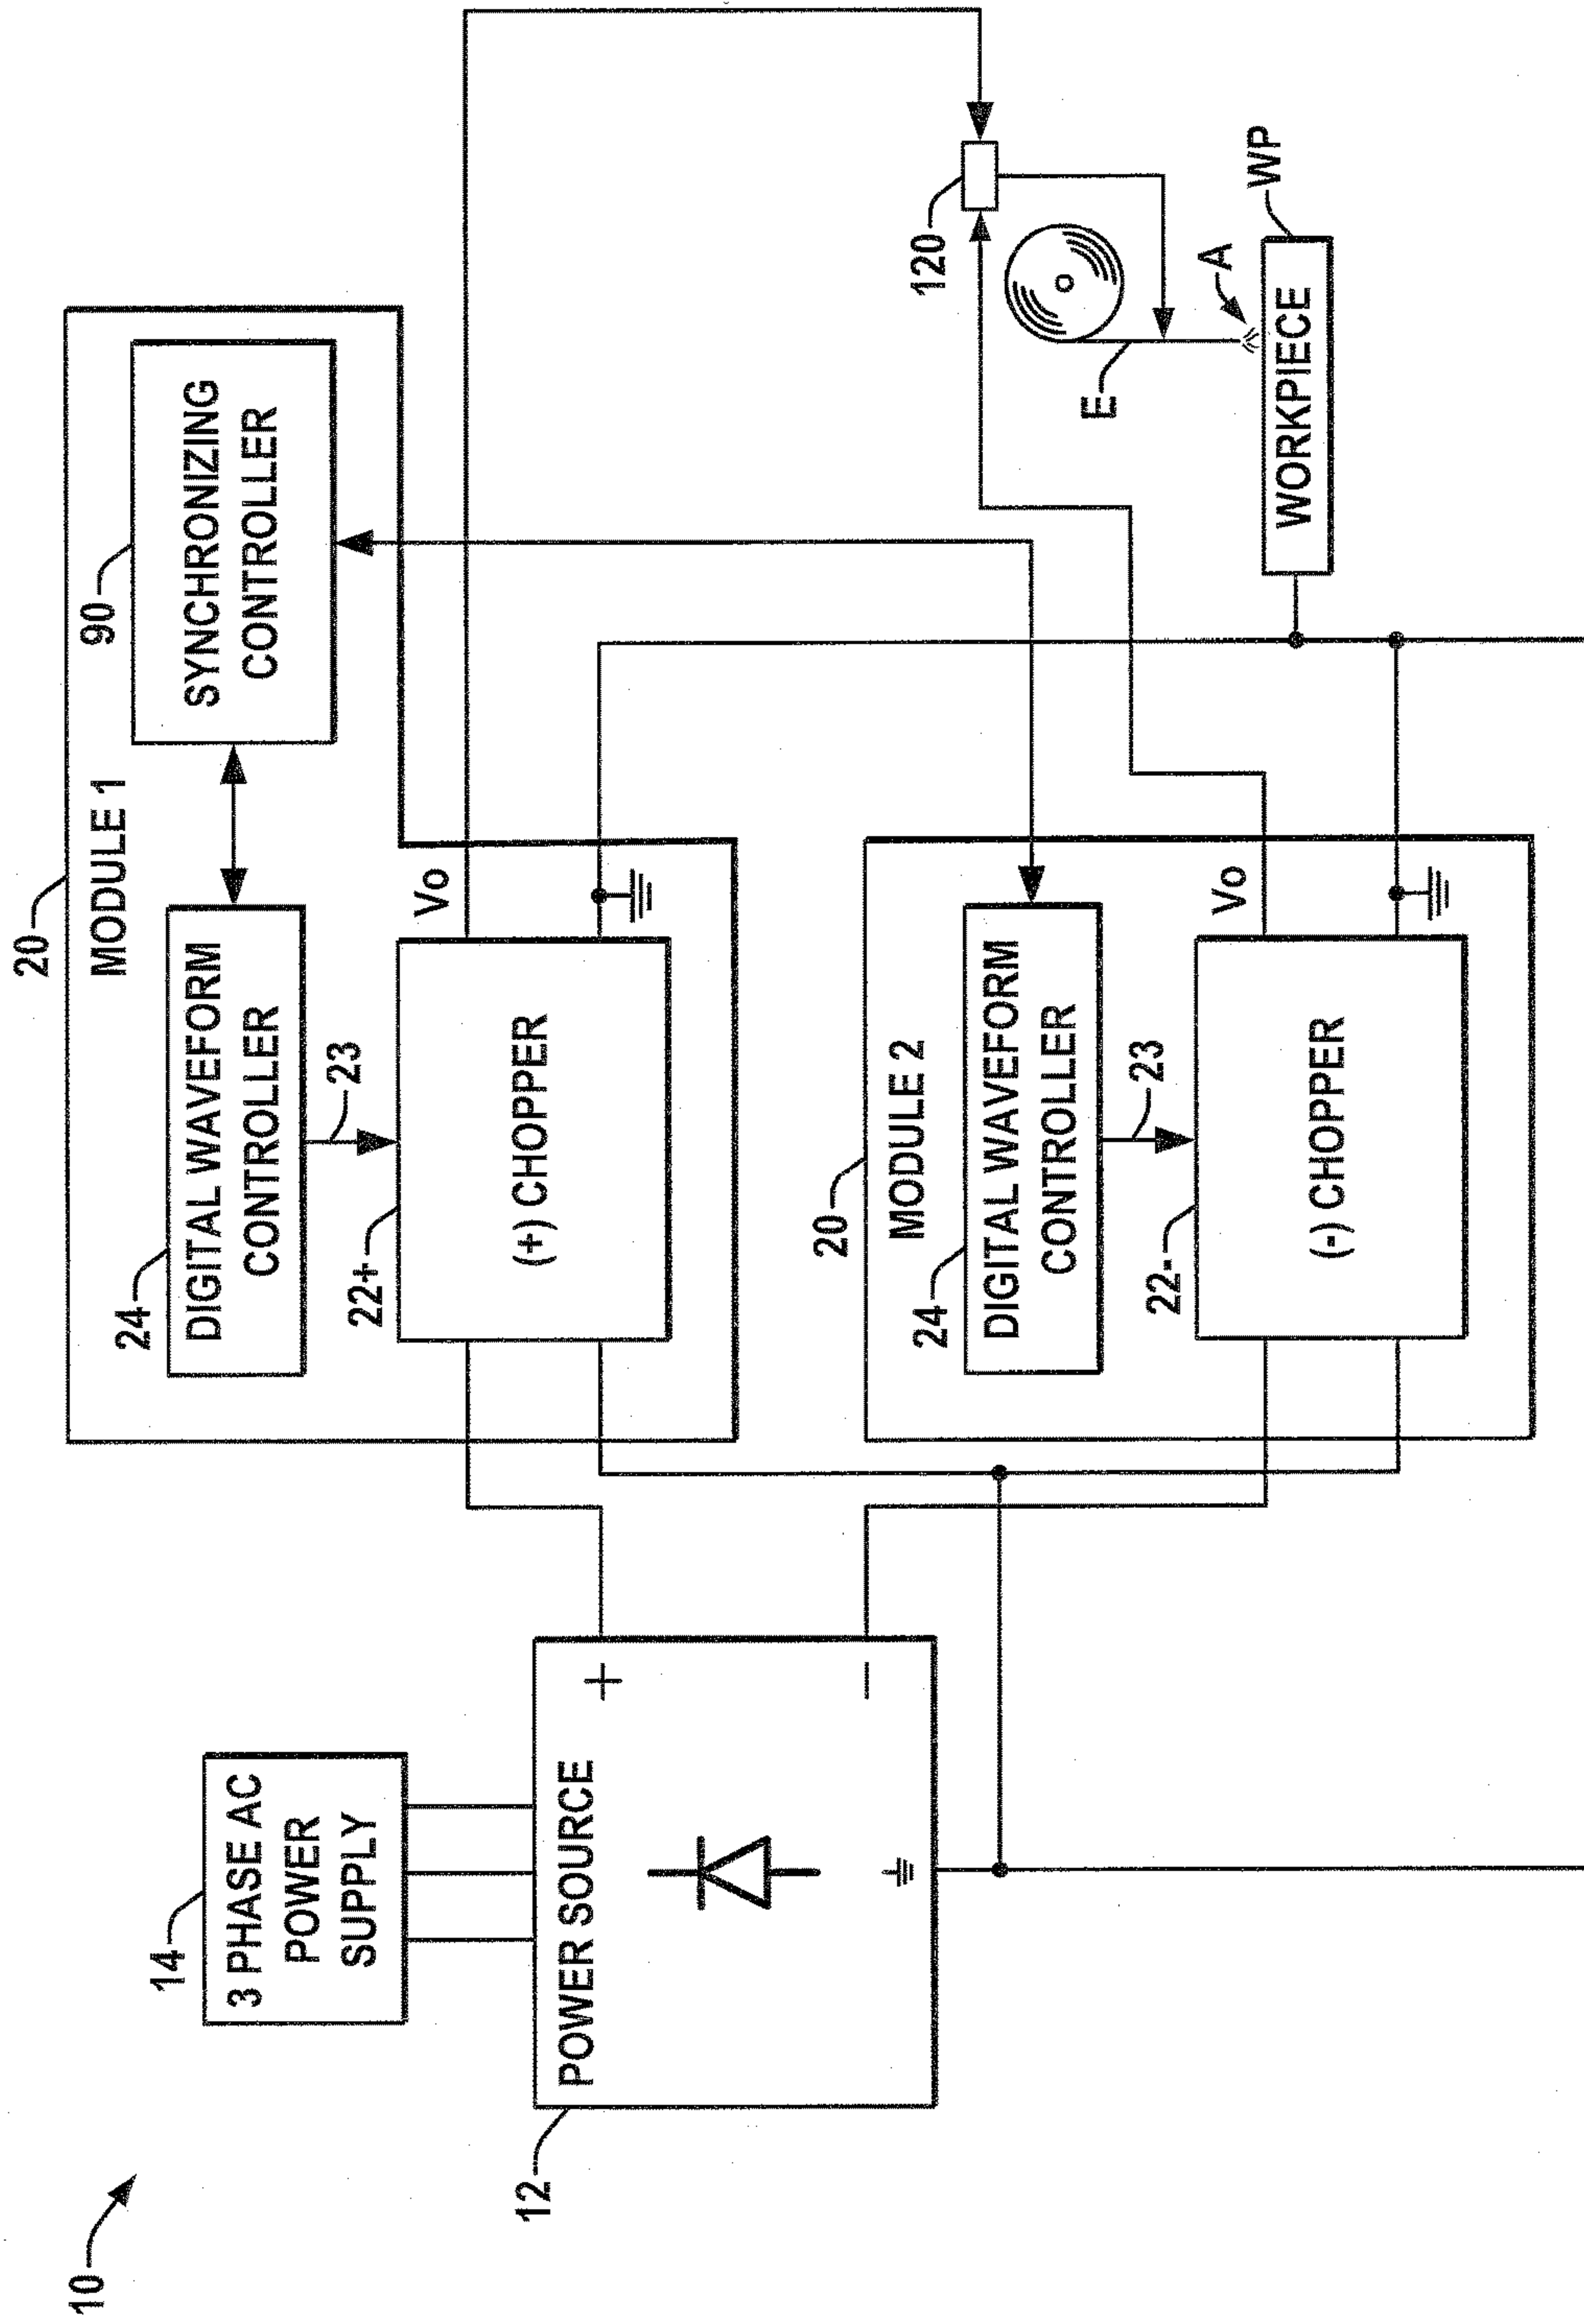 10
14
3 PHASE AC
POWER
SUPPLY
12
POWER SOURCE
+
−
20
MODULE 1
24
DIGITAL WAVEFORM
CONTROLLER
90
SYNCHRONIZING
CONTROLLER
23
22+
(+) CHOPPER
Vo
20
MODULE 2
24
DIGITAL WAVEFORM
CONTROLLER
23
22-
(-) CHOPPER
Vo
120
E
A
WP
WORKPIECE